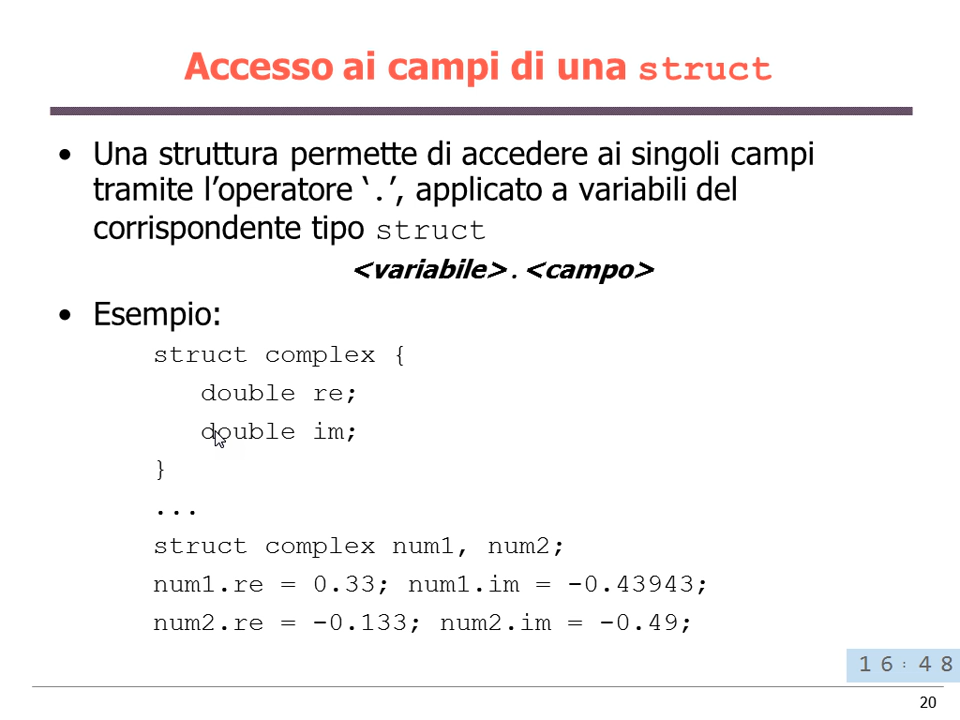 Accesso ai campi di una struct
• Una struttura permette di accedere ai singoli campi
tramite l’operatore ‘.’, applicato a variabili del
corrispondente tipo struct
<variabile>.<campo>
• Esempio:
struct complex {
double re;
double im;
}
...
struct complex num1, num2;
num1.re = 0.33; num1.im = -0.43943;
num2.re = -0.133; num2.im = -0.49;
16:48
20